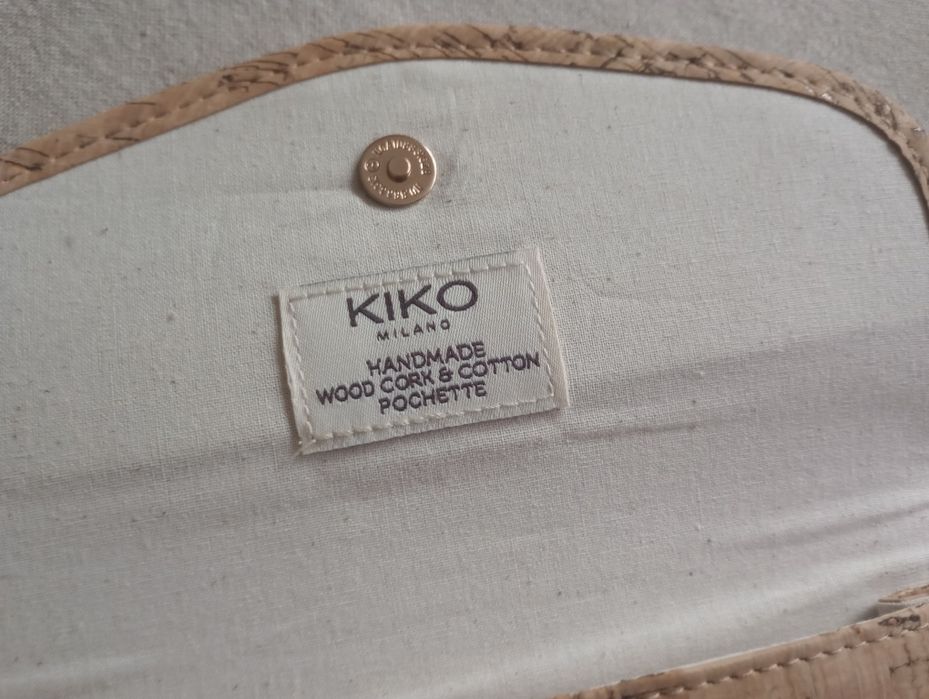 KIKO
MILANO
HANDMADE
WOOD CORK & COTTON
POCHETTE